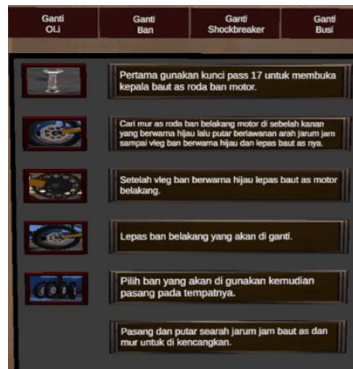 Ganti
OLi
Ganti
Ban
Ganti
Shockbreaker
Ganti
Busi
Pertama gunakan kunci pass 17 untuk membuka
kepala baut as roda ban motor.
Cari mur as roda ban belakang motor di sebelah kanan
yang berwarna hijau lalu putar berlawanan arah jarum jam
sampai vleg ban berwarna hijau dan lepas baut as nya.
Setelah vleg ban berwarna hijau lepas baut as motor
belakang.
Lepas ban belakang yang akan di ganti.
Pilih ban yang akan di gunakan kemudian
pasang pada tempatnya.
Pasang dan putar searah jarum jam baut as dan
mur untuk di kencangkan.